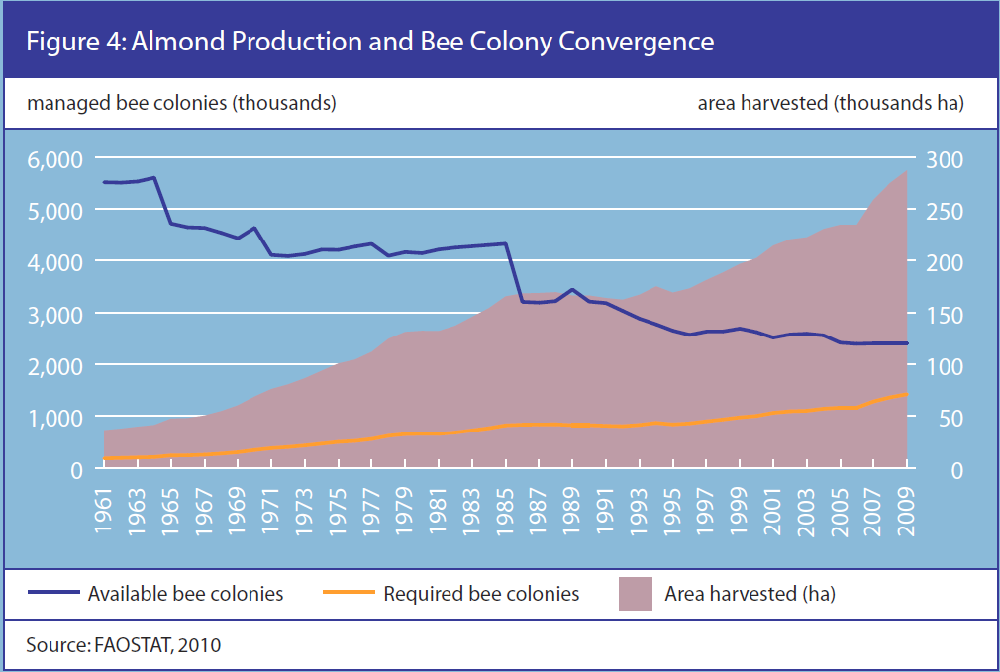 Figure 4: Almond Production and Bee Colony Convergence
managed bee colonies (thousands) area harvested (thousands ha)
6,000 300
5,000 250
4,000 200
3,000 150
2,000 100
1,000 50
0 0
1961 1963 1965 1967 1969 1971 1973 1975 1977 1979 1981 1983 1985 1987 1989 1991 1993 1995 1997 1999 2001 2003 2005 2007 2009
Available bee colonies Required bee colonies Area harvested (ha)
Source: FAOSTAT, 2010